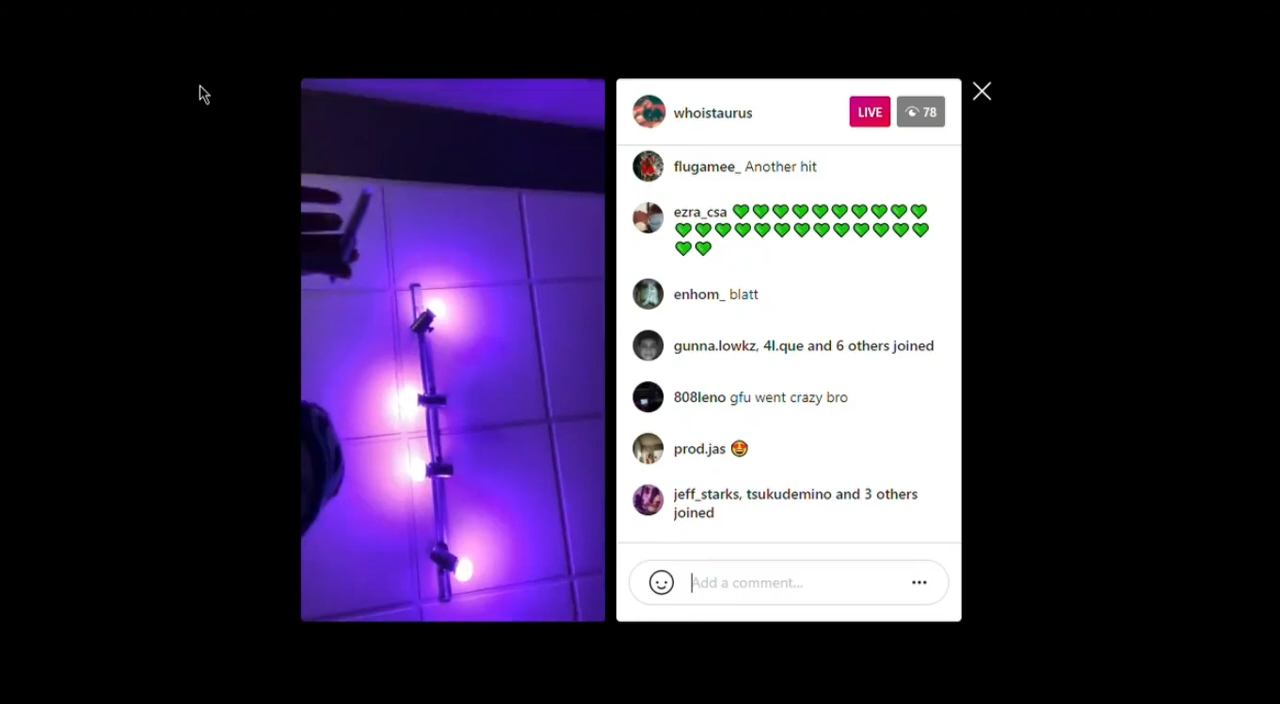 whoistaurus
LIVE 78
flugamee_ Another hit
ezra_csa 💚💚💚💚💚💚💚💚💚💚
💚💚💚💚💚💚💚💚💚💚💚💚💚
💚💚
enhom_ blatt
gunna.lowkz, 4l.que and 6 others joined
808leno gfu went crazy bro
prod.jas 🤩
jeff_starks, tsukudemino and 3 others
joined
Add a comment...